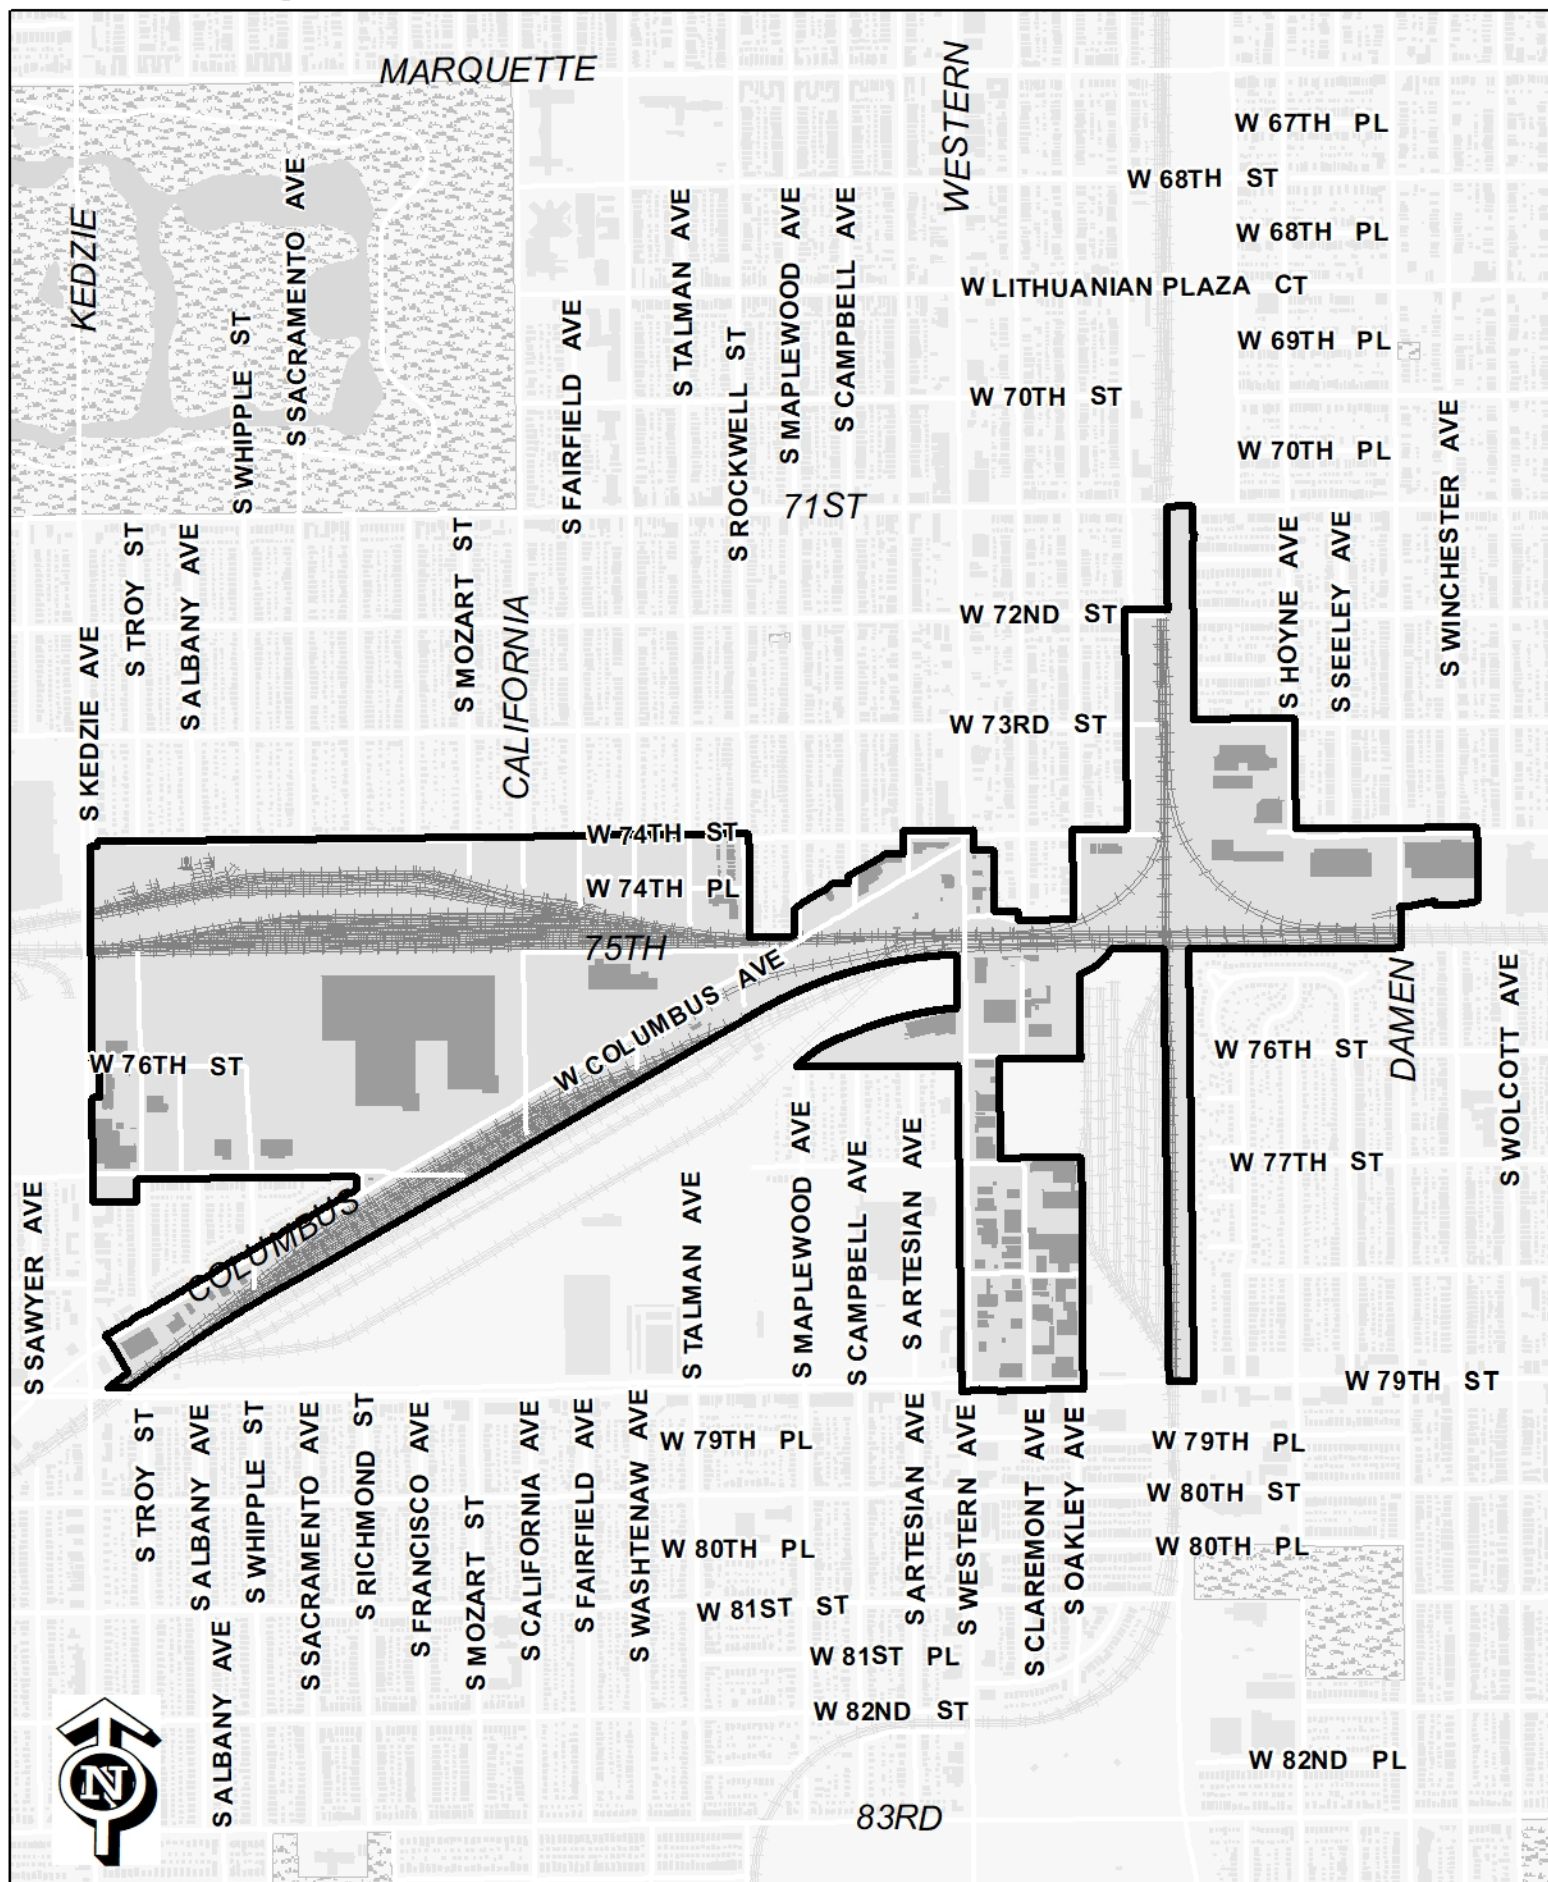 MARQUETTE
WESTERN
W 67TH PL
W 68TH ST
KEDZIE
S SACRAMENTO AVE
S TALMAN AVE
S MAPLEWOOD AVE
S CAMPBELL AVE
W 68TH PL
W LITHUANIAN PLAZA CT
S WHIPPLE ST
S FAIRFIELD AVE
S ROCKWELL ST
W 69TH PL
W 70TH ST
W 70TH PL
S WINCHESTER AVE
71ST
S TROY ST
S ALBANY AVE
S MOZART ST
S HOYNE AVE
S SEELEY AVE
CALIFORNIA
W 72ND ST
S KEDZIE AVE
W 73RD ST
W 74TH ST
W 74TH PL
75TH
W COLUMBUS AVE
DAMEN
S WOLCOTT AVE
W 76TH ST
W 76TH ST
S MAPLEWOOD AVE
S CAMPBELL AVE
S ARTESIAN AVE
W 77TH ST
S SAWYER AVE
COLUMBUS
S TALMAN AVE
W 79TH ST
S TROY ST
S ALBANY AVE
S WHIPPLE ST
S SACRAMENTO AVE
S RICHMOND ST
S FRANCISCO AVE
S MOZART ST
S CALIFORNIA AVE
S FAIRFIELD AVE
S WASHTENAW AVE
W 79TH PL
S ARTESIAN AVE
S WESTERN AVE
S CLAREMONT AVE
S OAKLEY AVE
W 79TH PL
W 80TH ST
W 80TH PL
W 80TH PL
W 81ST ST
S ALBANY AVE
W 81ST PL
W 82ND ST
W 82ND PL
N
83RD